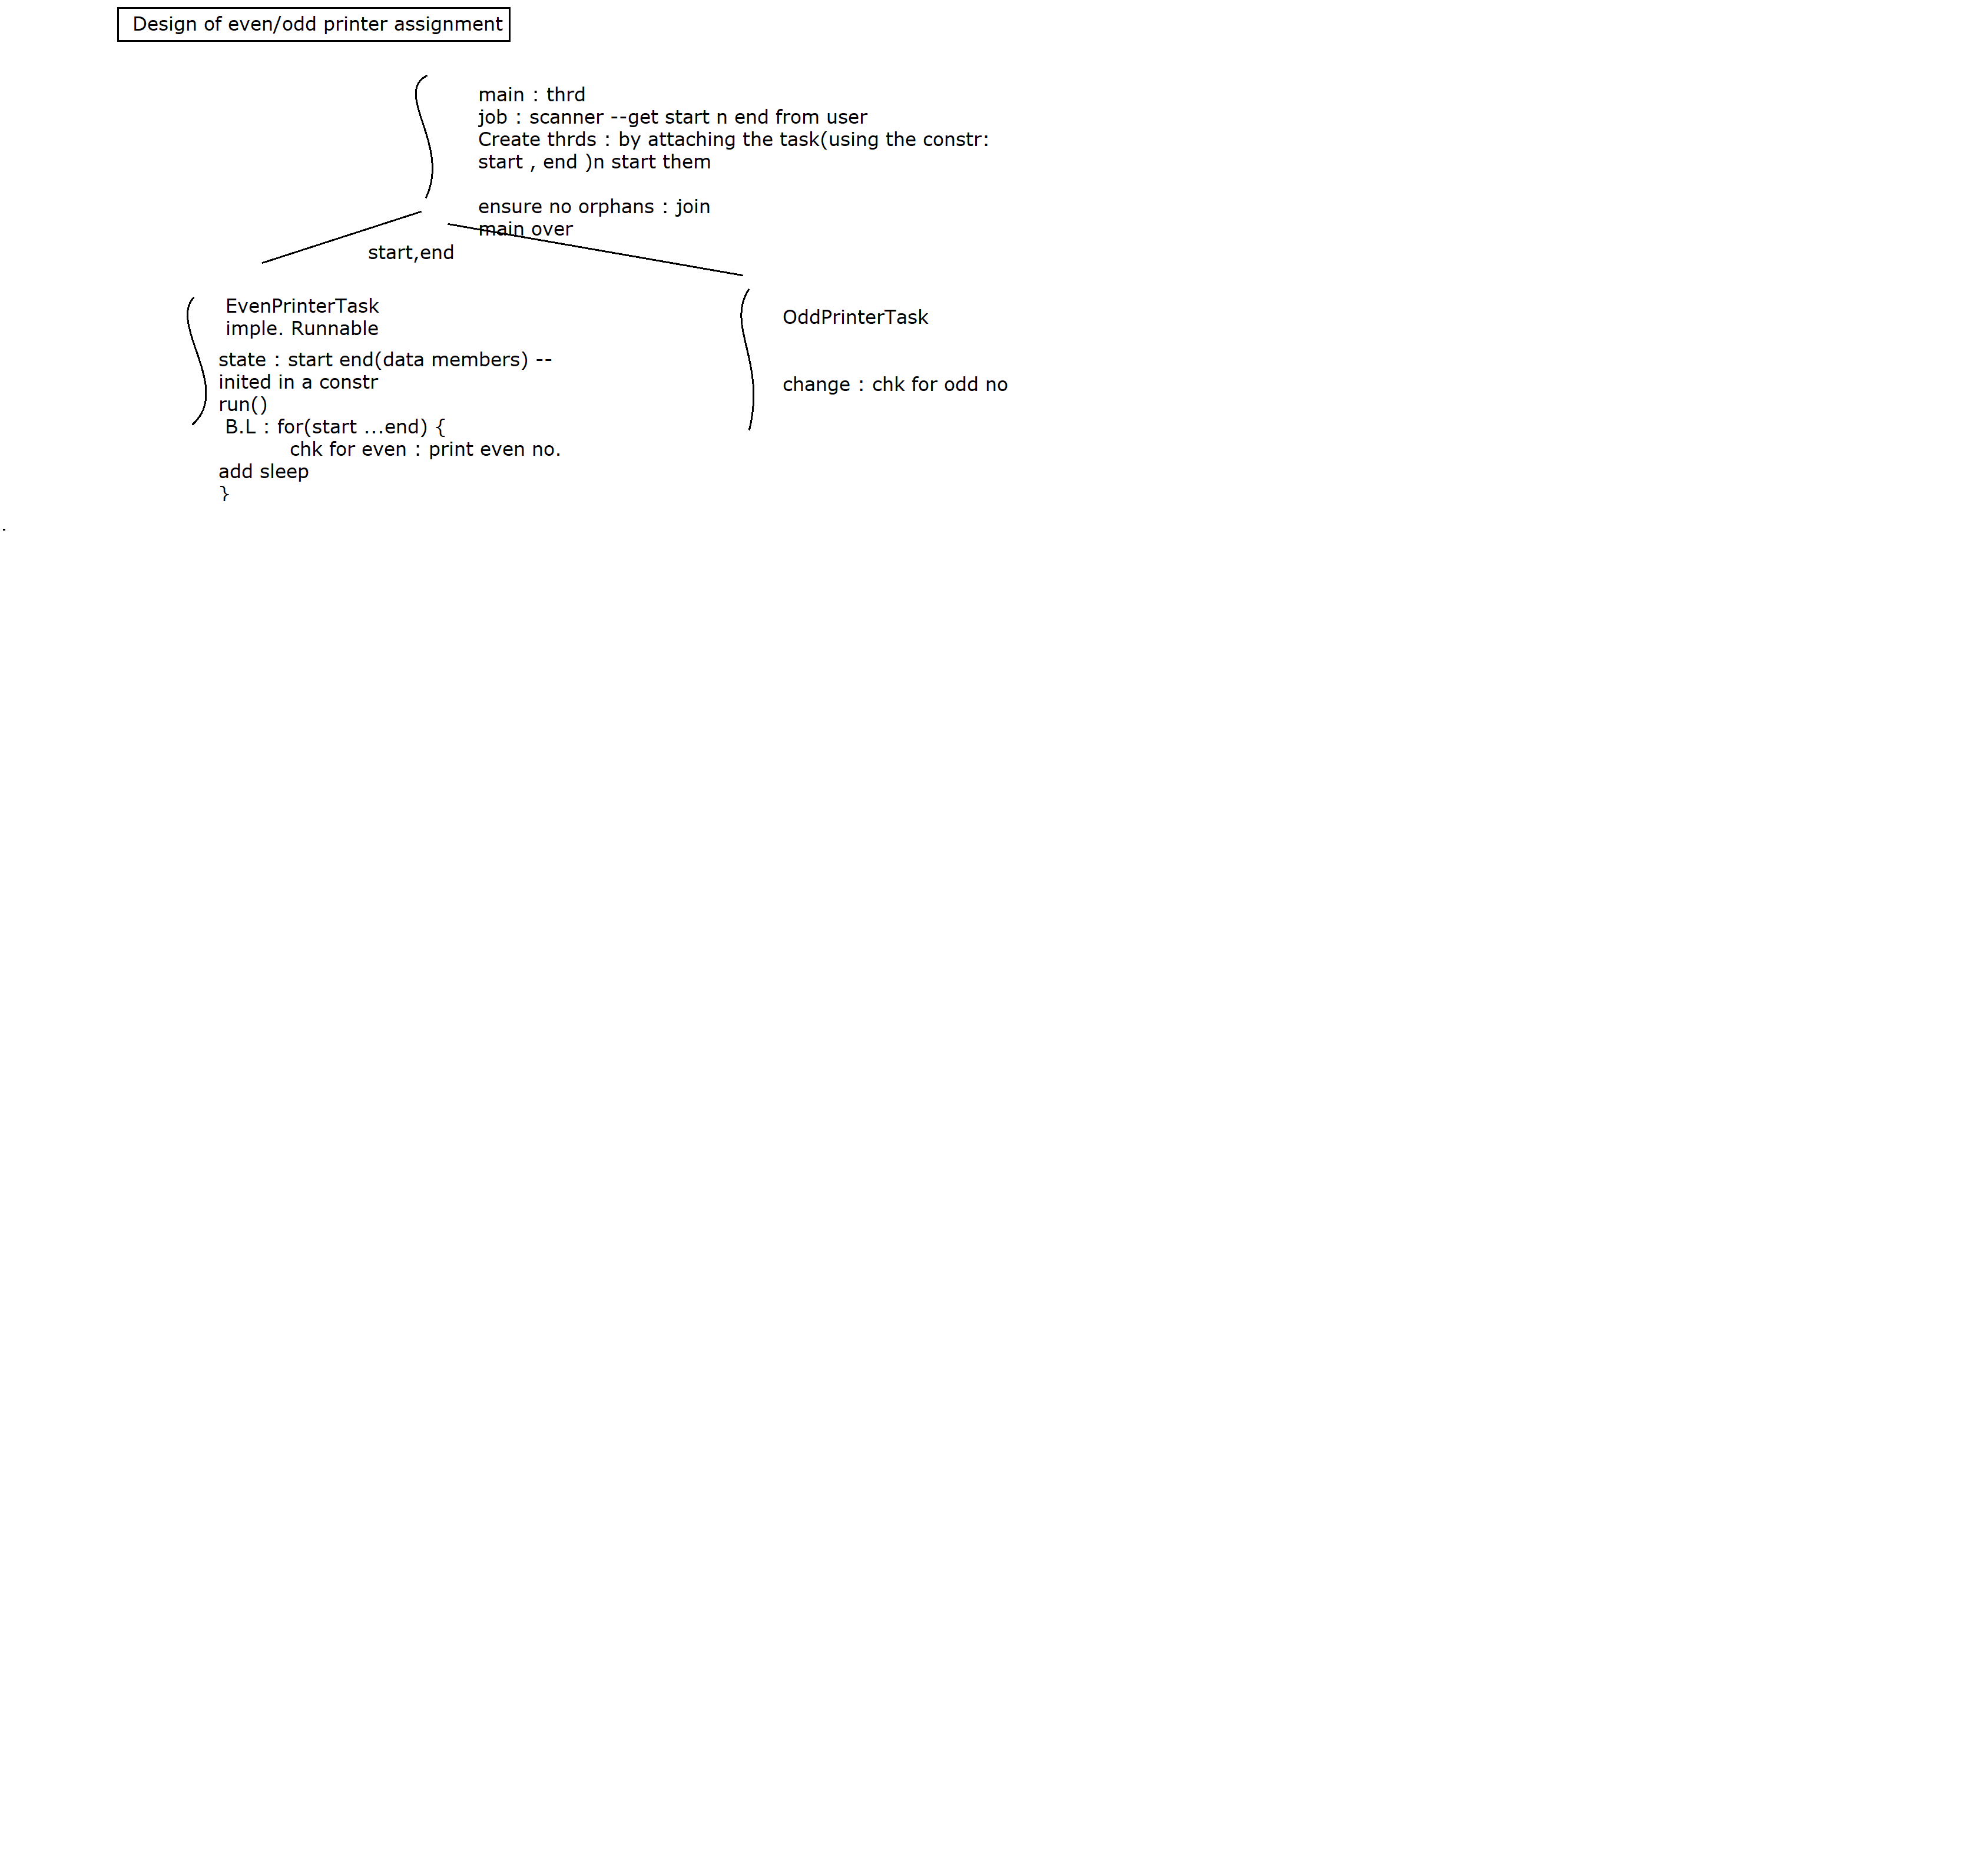 Design of even/odd printer assignment
main : thrd
job : scanner --get start n end from user
Create thrds : by attaching the task(using the constr:
start , end )n start them
ensure no orphans : join
main over
start,end
EvenPrinterTask
imple. Runnable
state : start end(data members) --
inited in a constr
run()
B.L : for(start ...end) {
chk for even : print even no.
add sleep
}
OddPrinterTask
change : chk for odd no
.